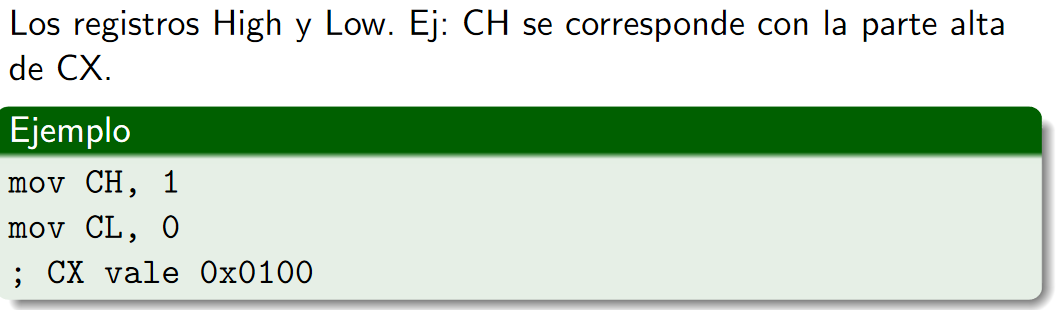 Los registros High y Low. Ej: CH se corresponde con la parte alta
de CX.
Ejemplo
mov CH, 1
mov CL, 0
; CX vale 0x0100